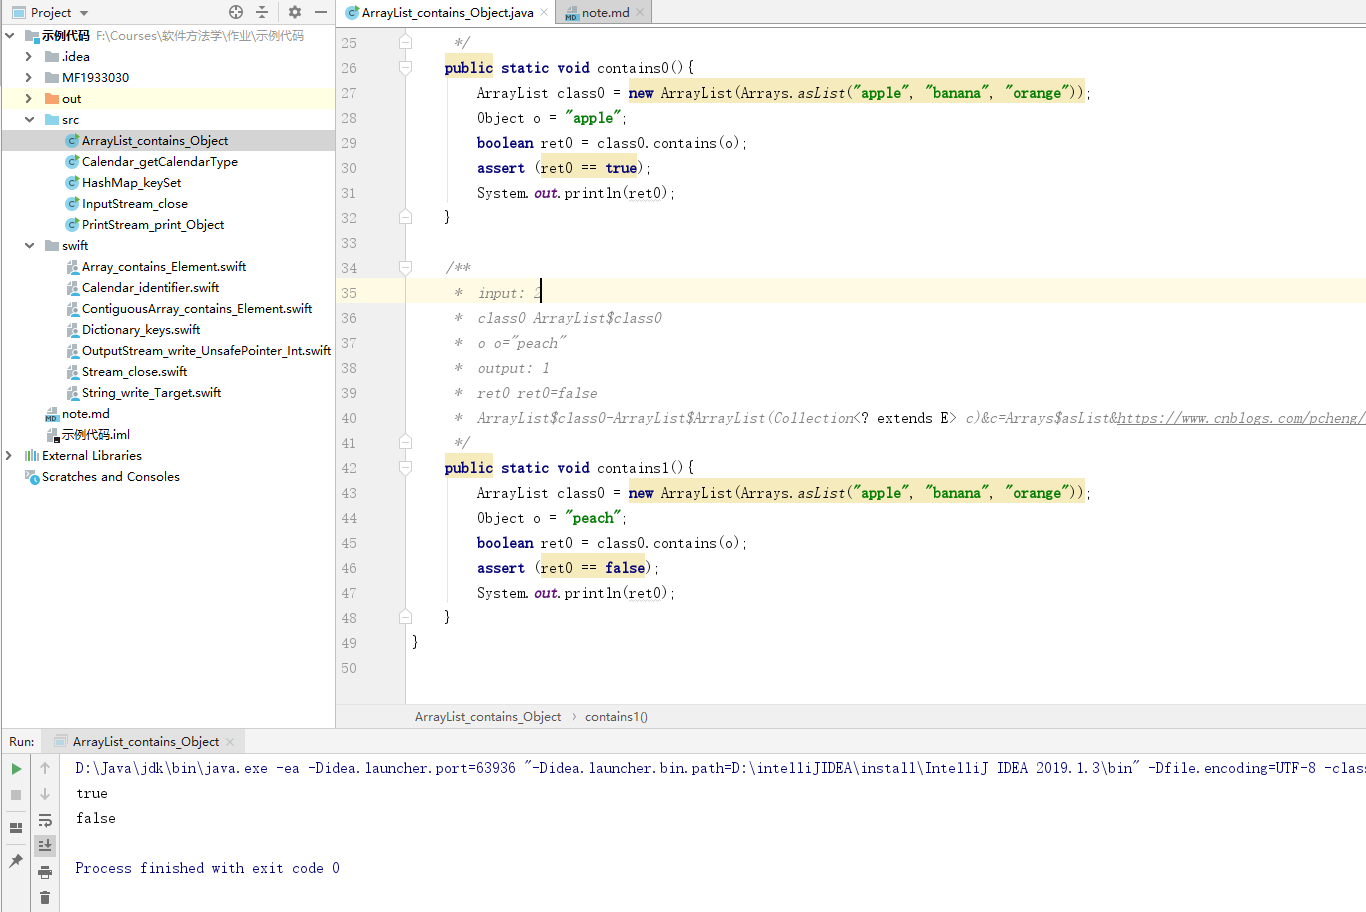 Project
ArrayList_contains_Object.java
note.md
示例代码 F:\Courses\软件方法学\作业\示例代码
.idea
MF1933030
out
src
ArrayList_contains_Object
Calendar_getCalendarType
HashMap_keySet
InputStream_close
PrintStream_print_Object
swift
Array_contains_Element.swift
Calendar_identifier.swift
ContiguousArray_contains_Element.swift
Dictionary_keys.swift
OutputStream_write_UnsafePointer_Int.swift
Stream_close.swift
String_write_Target.swift
note.md
示例代码.iml
External Libraries
Scratches and Consoles
25 */
26 public static void contains0(){
27 ArrayList class0 = new ArrayList(Arrays.asList("apple", "banana", "orange"));
28 Object o = "apple";
29 boolean ret0 = class0.contains(o);
30 assert (ret0 == true);
31 System.out.println(ret0);
32 }
33
34 /**
35 * input: 2
36 * class0 ArrayList$class0
37 * o o="peach"
38 * output: 1
39 * ret0 ret0=false
40 * ArrayList$class0-ArrayList$ArrayList(Collection<? extends E> c)&c=Arrays$asList&https://www.cnblogs.com/pcheng/
41 */
42 public static void contains1(){
43 ArrayList class0 = new ArrayList(Arrays.asList("apple", "banana", "orange"));
44 Object o = "peach";
45 boolean ret0 = class0.contains(o);
46 assert (ret0 == false);
47 System.out.println(ret0);
48 }
49 }
50
ArrayList_contains_Object › contains1()
Run: ArrayList_contains_Object
D:\Java\jdk\bin\java.exe -ea -Didea.launcher.port=63936 "-Didea.launcher.bin.path=D:\intelliJIDEA\install\IntelliJ IDEA 2019.1.3\bin" -Dfile.encoding=UTF-8 -class
true
false
Process finished with exit code 0